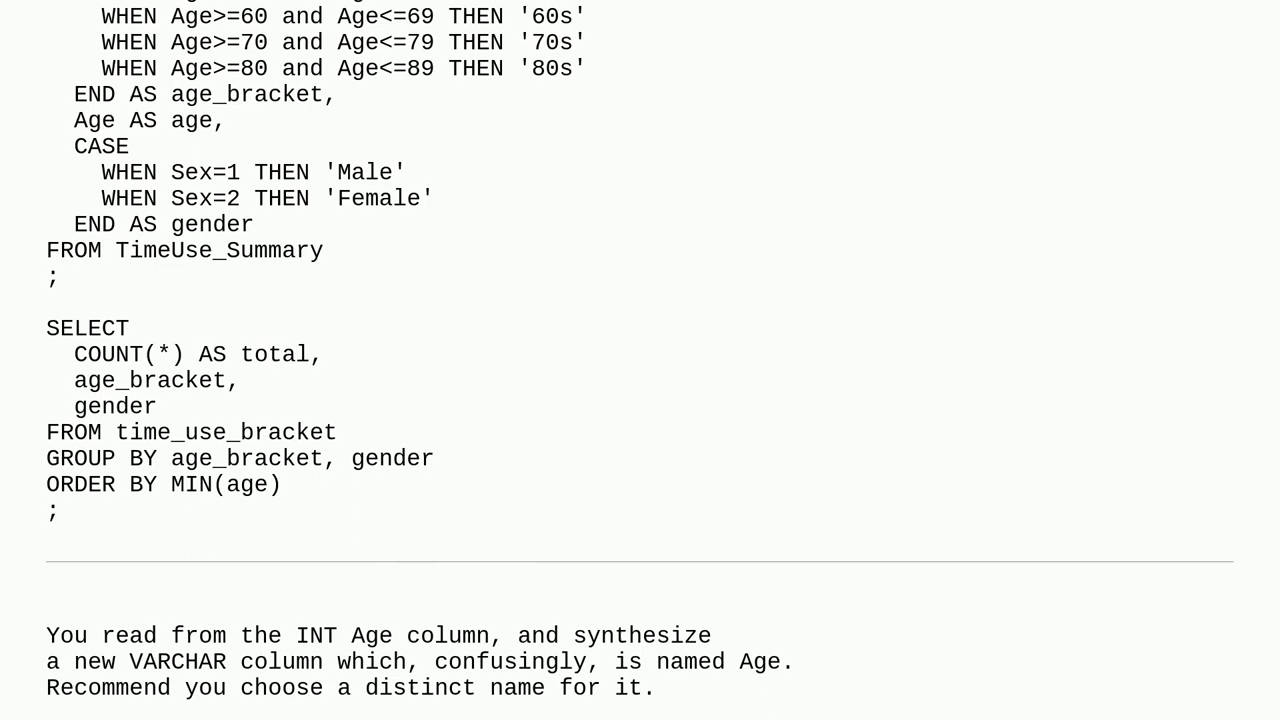 WHEN Age>=60 and Age<=69 THEN '60s'
WHEN Age>=70 and Age<=79 THEN '70s'
WHEN Age>=80 and Age<=89 THEN '80s'
END AS age_bracket,
Age AS age,
CASE
WHEN Sex=1 THEN 'Male'
WHEN Sex=2 THEN 'Female'
END AS gender
FROM TimeUse_Summary
;
SELECT
COUNT(*) AS total,
age_bracket,
gender
FROM time_use_bracket
GROUP BY age_bracket, gender
ORDER BY MIN(age)
;
You read from the INT Age column, and synthesize
a new VARCHAR column which, confusingly, is named Age.
Recommend you choose a distinct name for it.